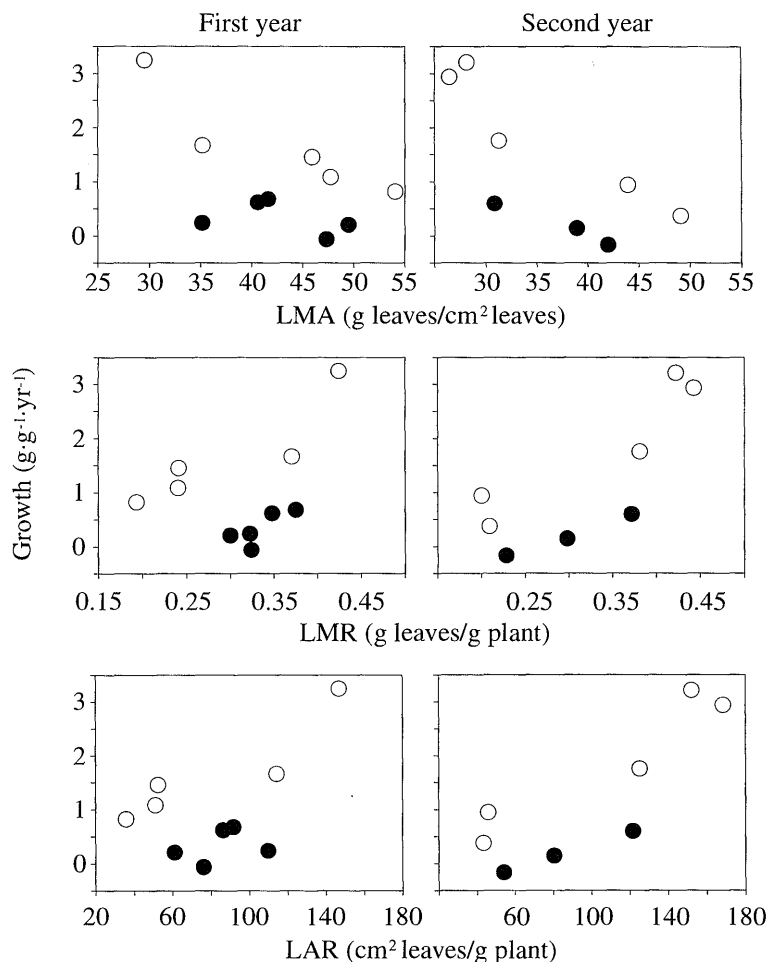 First year Second year
3
2
1
0
25 30 35 40 45 50 55 30 35 40 45 50 55
LMA (g leaves/cm² leaves)
Growth (g·g⁻¹·yr⁻¹)
3
2
1
0
0.15 0.25 0.35 0.45 0.25 0.35 0.45
LMR (g leaves/g plant)
3
2
1
0
20 60 100 140 180 60 100 140 180
LAR (cm² leaves/g plant)